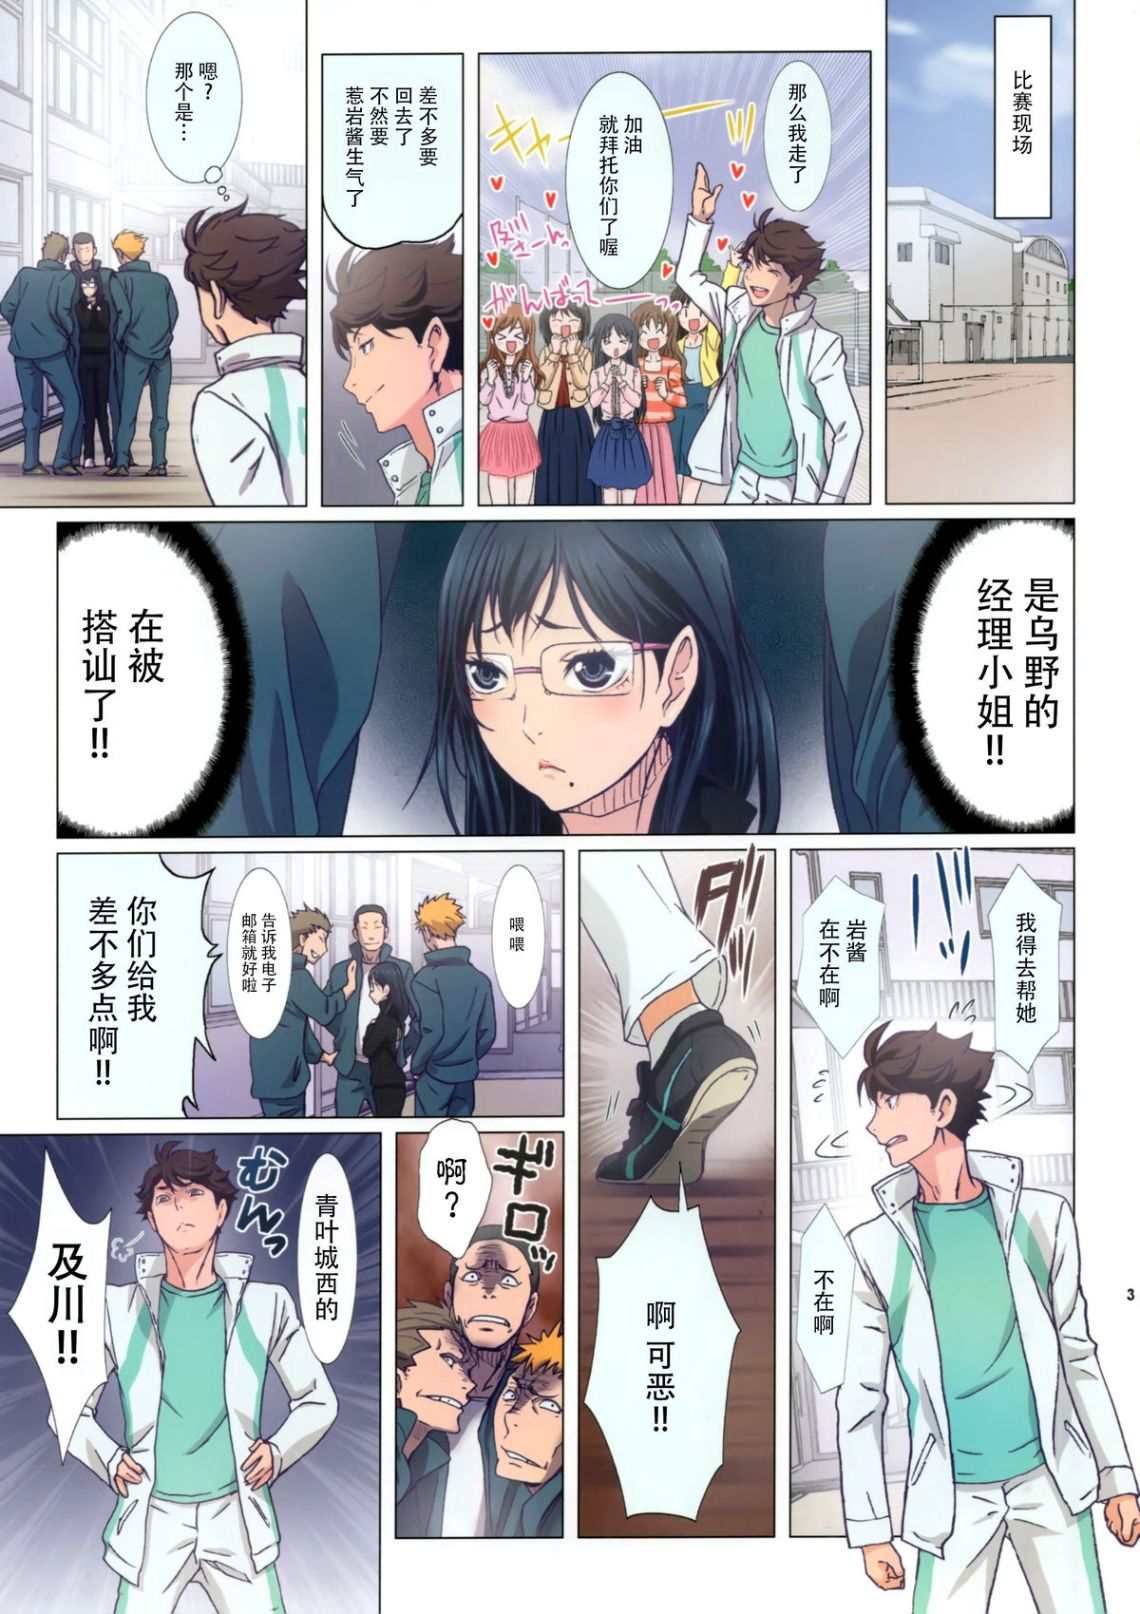 比赛现场
那么我走了
加油
就拜托你们了喔
キャーー
及川さーんっ
がんばってーーっっ
差不多要
回去了
不然要
惹岩酱生气了
嗯？
那个是…
是乌野的
经理小姐!!
在被
搭讪了!!
我得去帮她
岩酱
在不在啊
不在啊
ダッ
啊 可恶!!
喂喂
告诉我电子
邮箱就好啦
你们给我
差不多点啊!!
ギロッ
啊？
青叶城西的
むんっ
及川!!
3